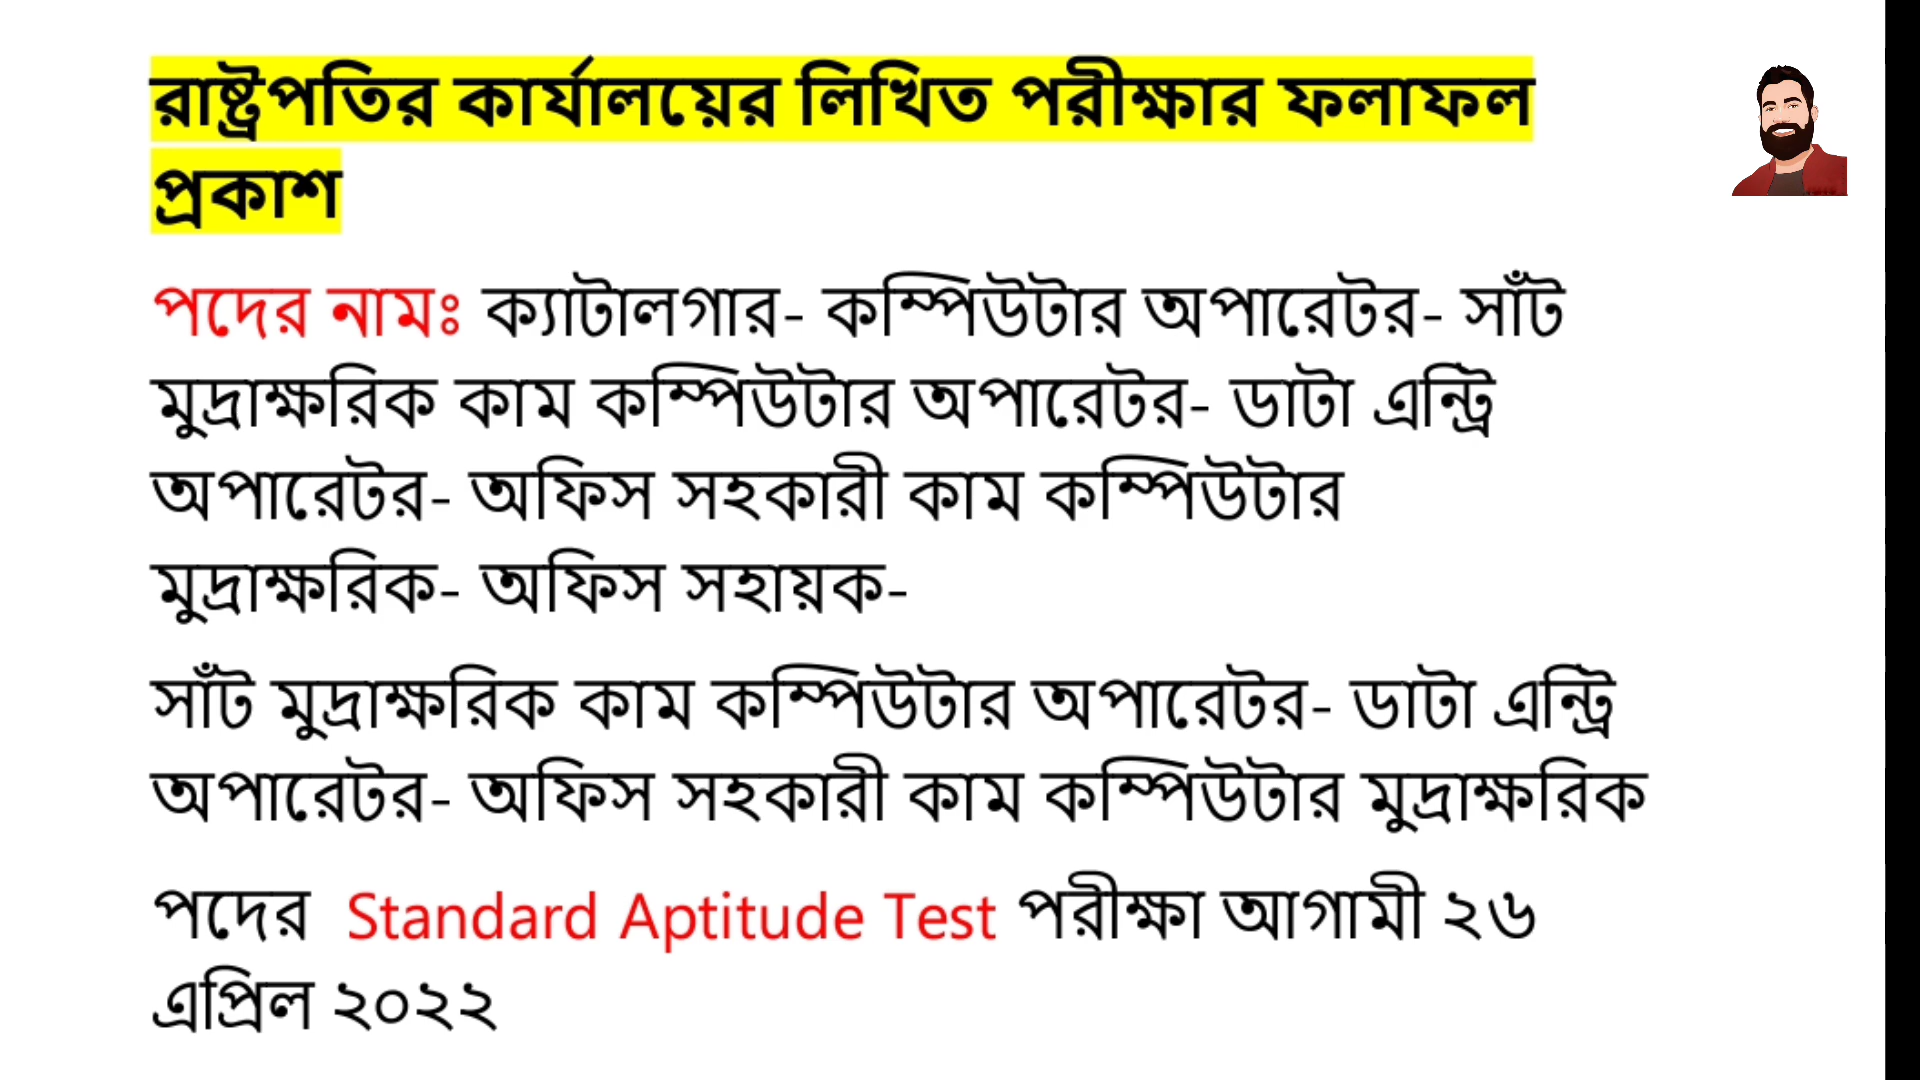 রাষ্ট্রপতির কার্যালয়ের লিখিত পরীক্ষার ফলাফল
প্রকাশ
পদের নামঃ ক্যাটালগার- কম্পিউটার অপারেটর- সাঁট
মুদ্রাক্ষরিক কাম কম্পিউটার অপারেটর- ডাটা এন্ট্রি
অপারেটর- অফিস সহকারী কাম কম্পিউটার
মুদ্রাক্ষরিক- অফিস সহায়ক-
সাঁট মুদ্রাক্ষরিক কাম কম্পিউটার অপারেটর- ডাটা এন্ট্রি
অপারেটর- অফিস সহকারী কাম কম্পিউটার মুদ্রাক্ষরিক
পদের Standard Aptitude Test পরীক্ষা আগামী ২৬
এপ্রিল ২০২২